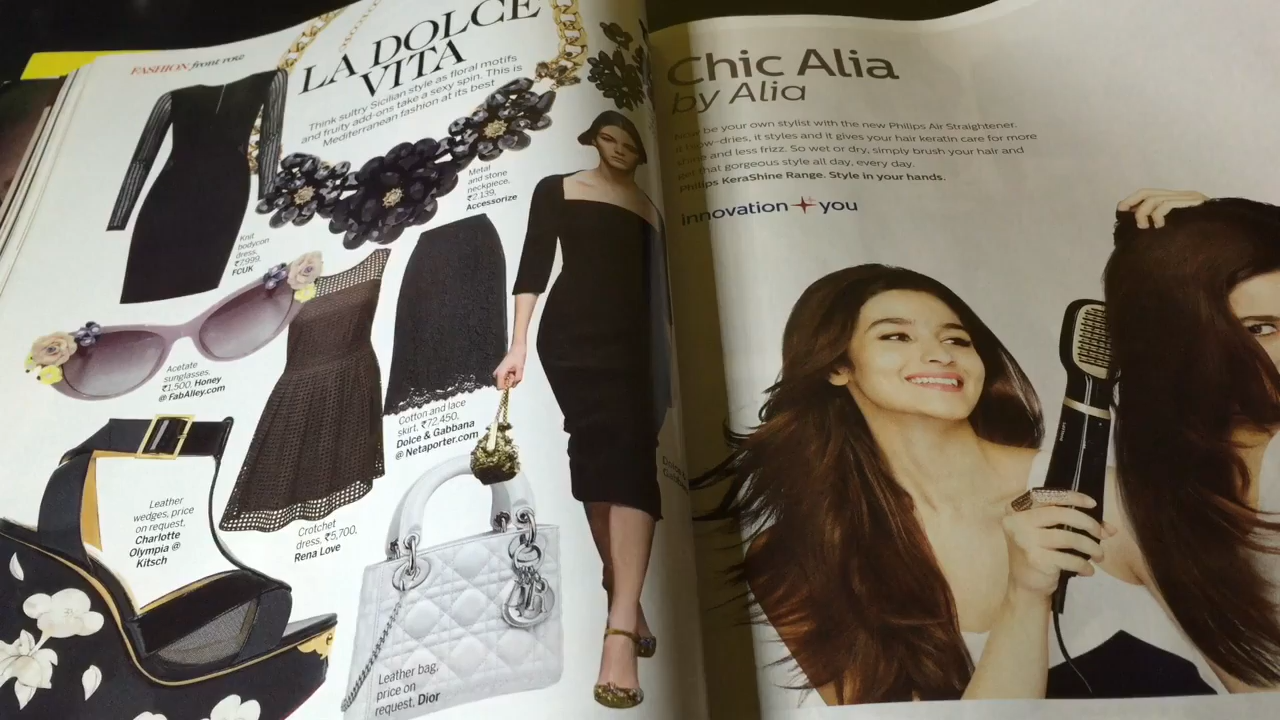 FASHION front row
LA DOLCE
VITA
Think sultry Sicilian style as floral motifs
and fruity add-ons take a sexy spin. This is
Mediterranean fashion at its best
Metal
and stone
neckpiece,
₹2,139,
Accessorize
Knit
bodycon
dress,
₹7,999,
FCUK
Acetate
sunglasses,
₹1,500, Honey
@ FabAlley.com
Cotton and lace
skirt, ₹72,450,
Dolce & Gabbana
@ Netaporter.com
Leather
wedges, price
on request,
Charlotte
Olympia @
Kitsch
Crotchet
dress, ₹5,700,
Rena Love
Leather bag,
price on
request, Dior
Chic Alia
by Alia
be your own stylist with the new Philips Air Straightener.
it blow-dries, it styles and it gives your hair keratin care for more
shine and less frizz. So wet or dry, simply brush your hair and
get that gorgeous style all day, every day.
Philips KeraShine Range. Style in your hands.
innovation you